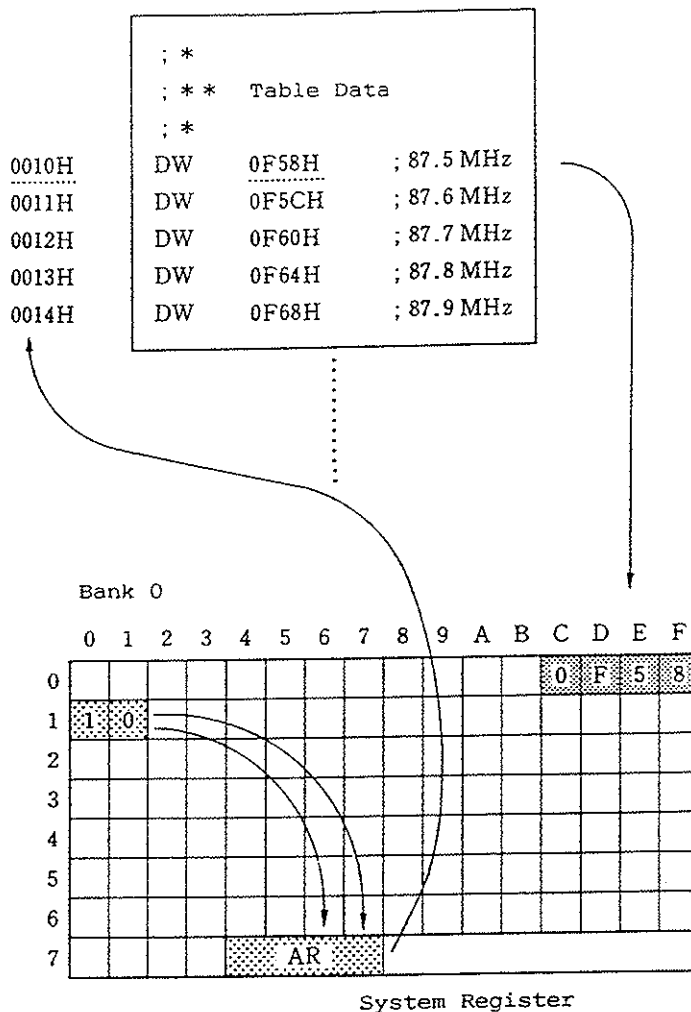 ; *
; * * Table Data
; *
0010H DW 0F58H ; 87.5 MHz
0011H DW 0F5CH ; 87.6 MHz
0012H DW 0F60H ; 87.7 MHz
0013H DW 0F64H ; 87.8 MHz
0014H DW 0F68H ; 87.9 MHz
Bank 0
0 1 2 3 4 5 6 7 8 9 A B C D E F
0 0 F 5 8
1 1 0
2
3
4
5
6
7 AR
System Register